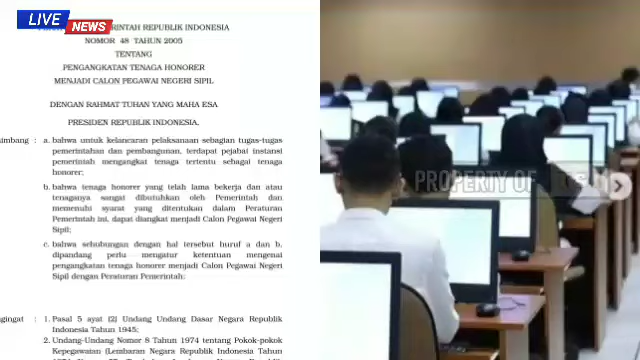 LIVE
NEWS
RINTAH REPUBLIK INDONESIA
NOMOR 48 TAHUN 2005
TENTANG
PENGANGKATAN TENAGA HONORER
MENJADI CALON PEGAWAI NEGERI SIPIL
DENGAN RAHMAT TUHAN YANG MAHA ESA
PRESIDEN REPUBLIK INDONESIA,
imbang : a. bahwa untuk kelancaran pelaksanaan sebagian tugas-tugas
pemerintahan dan pembangunan, terdapat pejabat instansi
pemerintah mengangkat tenaga tertentu sebagai tenaga
honorer;
b. bahwa tenaga honorer yang telah lama bekerja dan atau
tenaganya sangat dibutuhkan oleh Pemerintah dan
memenuhi syarat yang ditentukan dalam Peraturan
Pemerintah ini, dapat diangkat menjadi Calon Pegawai Negeri
Sipil;
c. bahwa sehubungan dengan hal tersebut huruf a dan b,
dipandang perlu mengatur ketentuan mengenai
pengangkatan tenaga honorer menjadi Calon Pegawai Negeri
Sipil dengan Peraturan Pemerintah;
gingat : 1. Pasal 5 ayat (2) Undang Undang Dasar Negara Republik
Indonesia Tahun 1945;
2. Undang-Undang Nomor 8 Tahun 1974 tentang Pokok-pokok
Kepegawaian (Lembaran Negara Republik Indonesia Tahun
PROPERTY OF